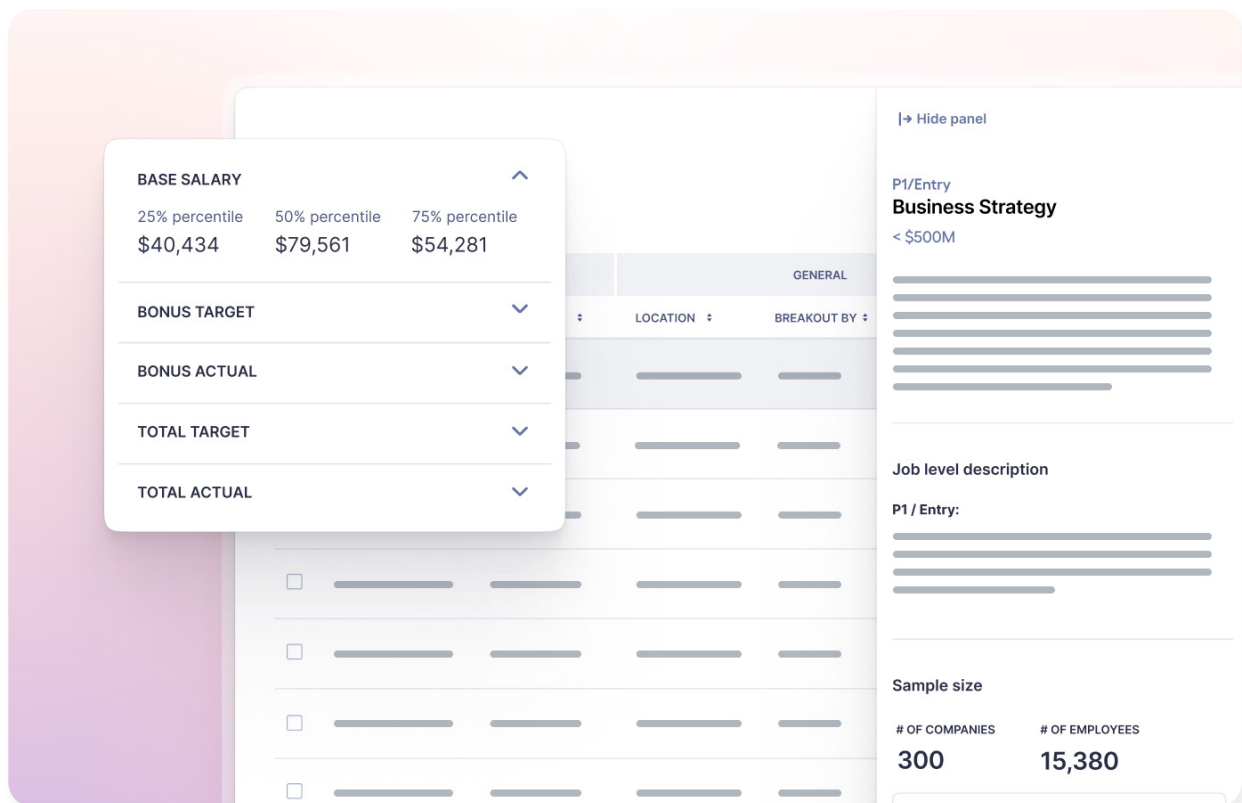 BASE SALARY
25% percentile 50% percentile 75% percentile
$40,434 $79,561 $54,281
BONUS TARGET
BONUS ACTUAL
TOTAL TARGET
TOTAL ACTUAL
GENERAL
LOCATION BREAKOUT BY
Hide panel
P1/Entry
Business Strategy
< $500M
Job level description
P1 / Entry:
Sample size
# OF COMPANIES # OF EMPLOYEES
300 15,380